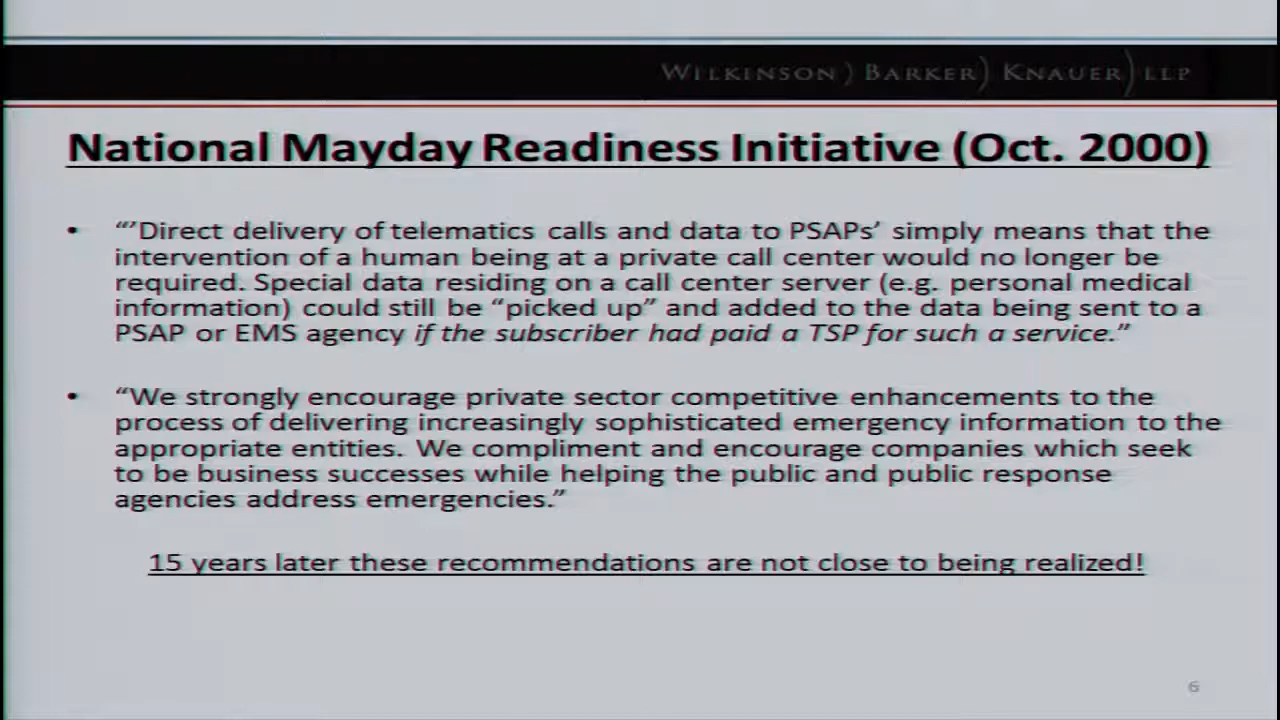 WILKINSON) BARKER) KNAUER) LLP
National Mayday Readiness Initiative (Oct. 2000)
• “’Direct delivery of telematics calls and data to PSAPs’ simply means that the
intervention of a human being at a private call center would no longer be
required. Special data residing on a call center server (e.g. personal medical
information) could still be “picked up” and added to the data being sent to a
PSAP or EMS agency if the subscriber had paid a TSP for such a service.”
• “We strongly encourage private sector competitive enhancements to the
process of delivering increasingly sophisticated emergency information to the
appropriate entities. We compliment and encourage companies which seek
to be business successes while helping the public and public response
agencies address emergencies.”
15 years later these recommendations are not close to being realized!
6